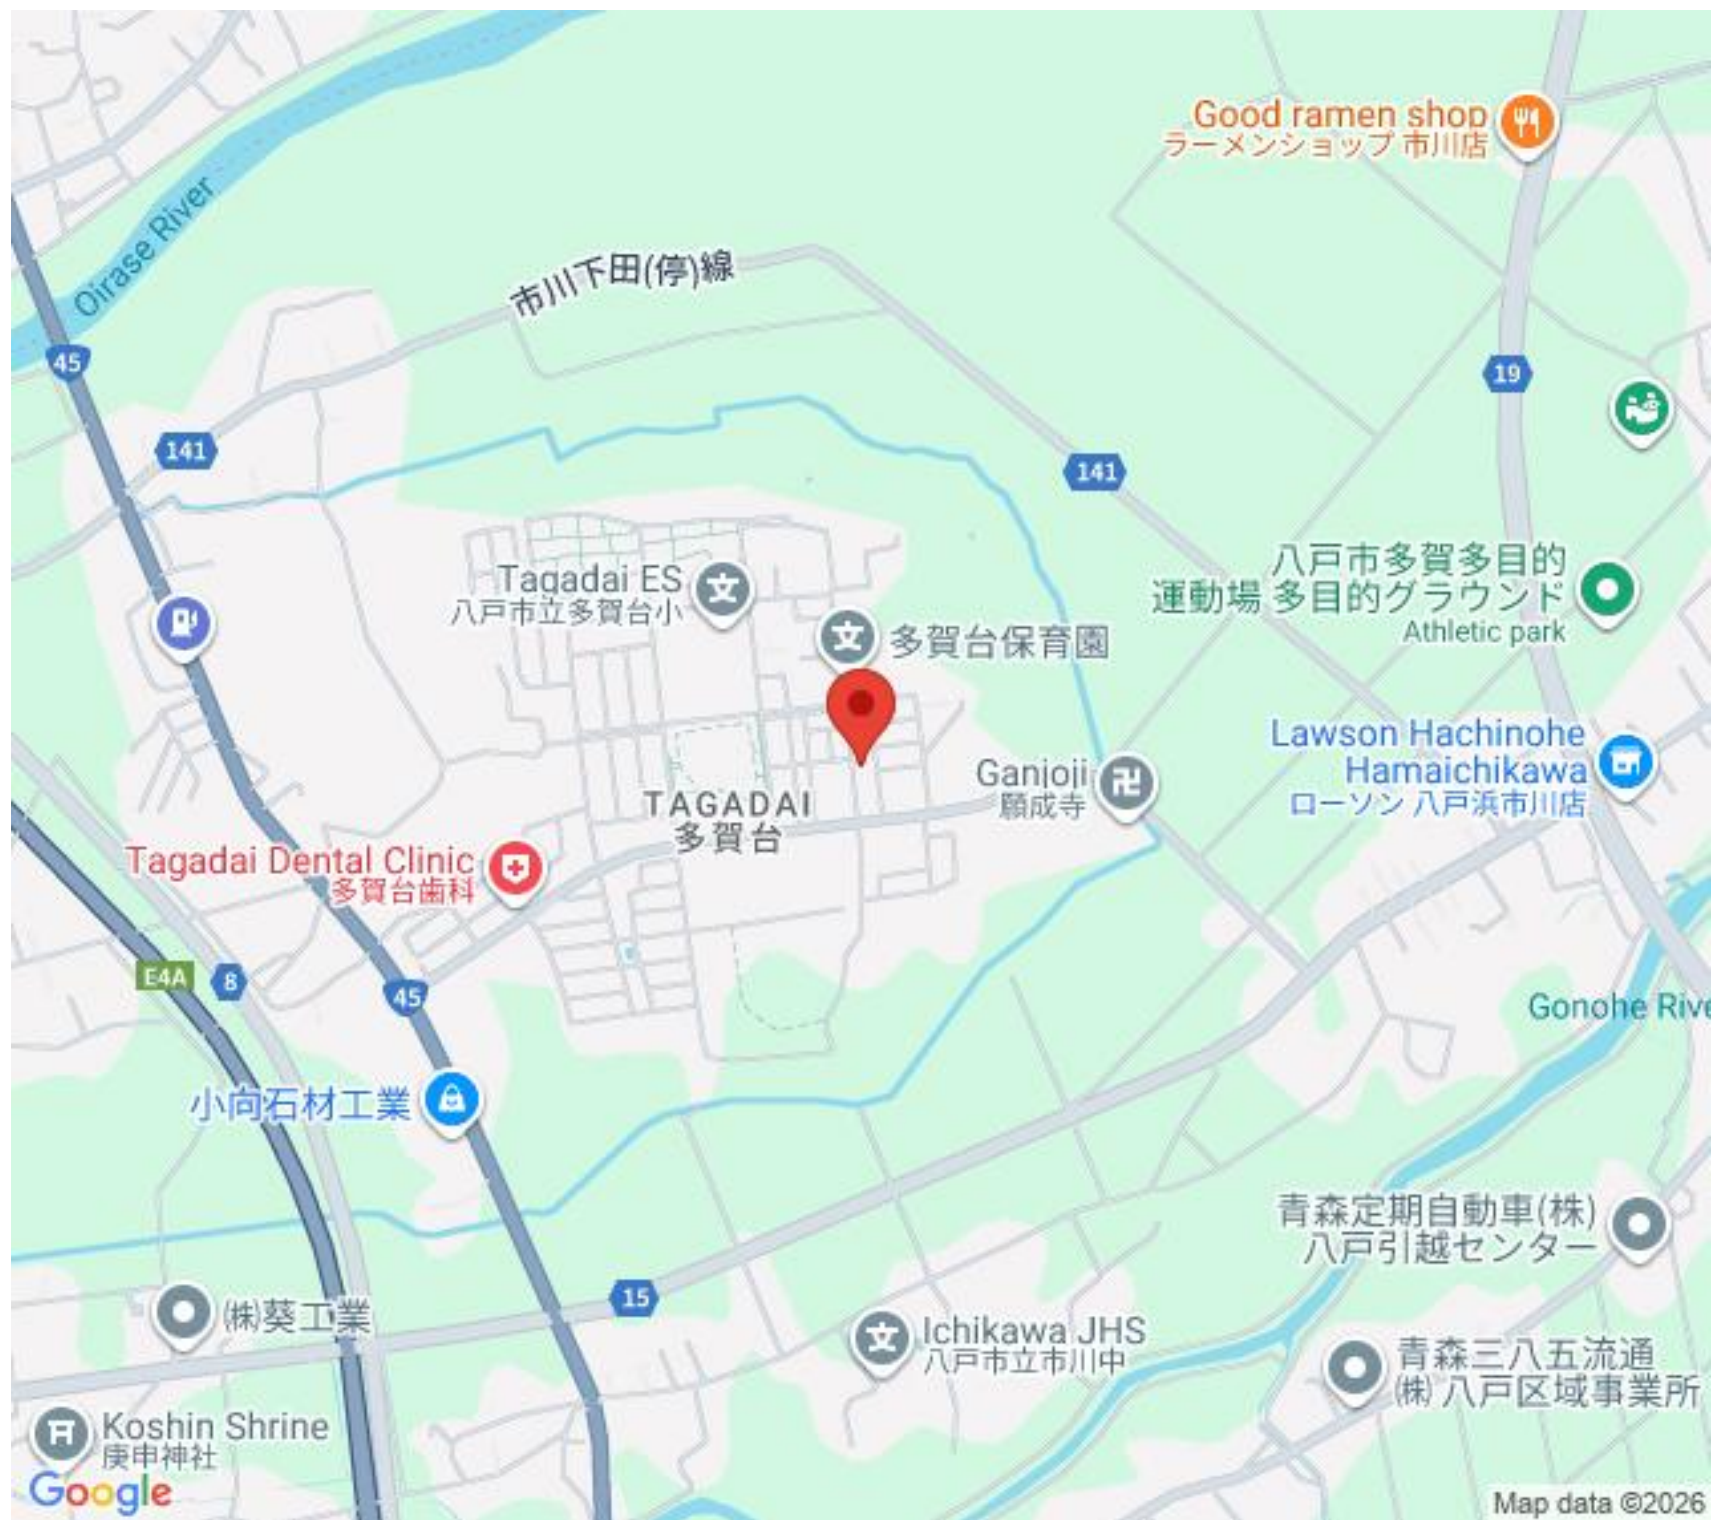 Good ramen shop
ラーメンショップ 市川店
Oirase River
市川下田(停)線
45
19
141
141
Tagadai ES
八戸市立多賀台小
八戸市多賀多目的
運動場 多目的グラウンド
Athletic park
多賀台保育園
Lawson Hachinohe
Hamaichikawa
ローソン 八戸浜市川店
Ganjoji
願成寺
TAGADAI
多賀台
Tagadai Dental Clinic
多賀台歯科
E4A
8
45
Gonohe Rive
小向石材工業
青森定期自動車(株)
八戸引越センター
15
㈱葵工業
Ichikawa JHS
八戸市立市川中
青森三八五流通
㈱ 八戸区域事業所
Koshin Shrine
庚申神社
Google
Map data ©2026